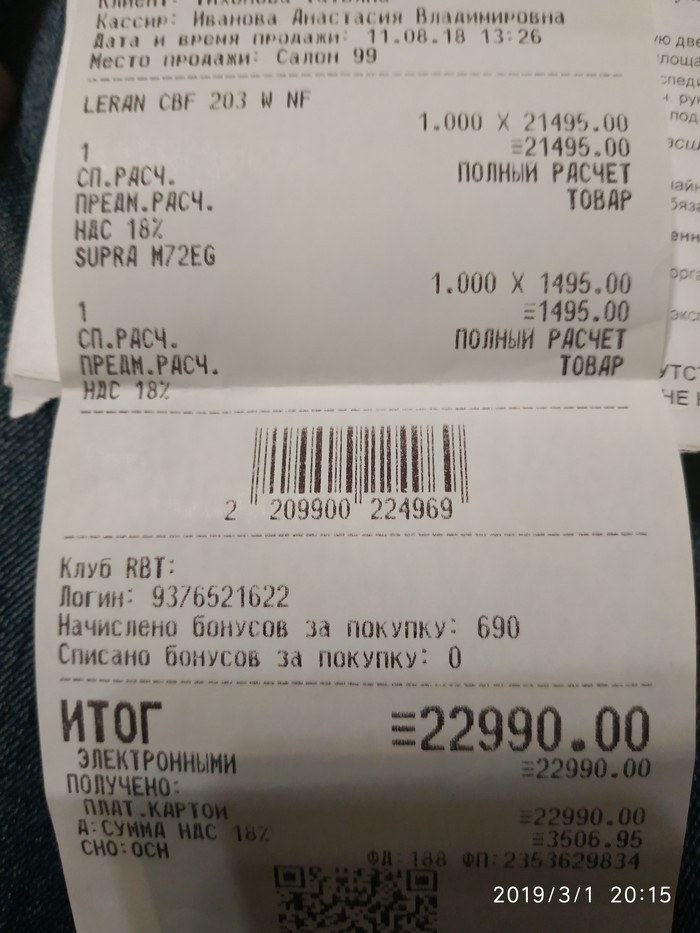 Кассир: Иванова Анастасия Владимировна
Дата и время продажи: 11.08.18 13:26
Место продажи: Салон 99
LERAN CBF 203 W NF
1.000 X 21495.00
1 ≡21495.00
СП.РАСЧ. ПОЛНЫЙ РАСЧЕТ
ПРЕДМ.РАСЧ. ТОВАР
НДС 18%
SUPRA M72EG
1.000 X 1495.00
1 ≡1495.00
СП.РАСЧ. ПОЛНЫЙ РАСЧЕТ
ПРЕДМ.РАСЧ. ТОВАР
НДС 18%
2 209900 224969
Клуб RBT:
Логин: 9376521622
Начислено бонусов за покупку: 690
Списано бонусов за покупку: 0
ИТОГ ≡22990.00
ЭЛЕКТРОННЫМИ ≡22990.00
ПОЛУЧЕНО:
ПЛАТ.КАРТОЙ ≡22990.00
А:СУММА НДС 18% ≡3506.95
СНО:ОСН ФД: 188 ФП:2353629834
2019/3/1 20:15